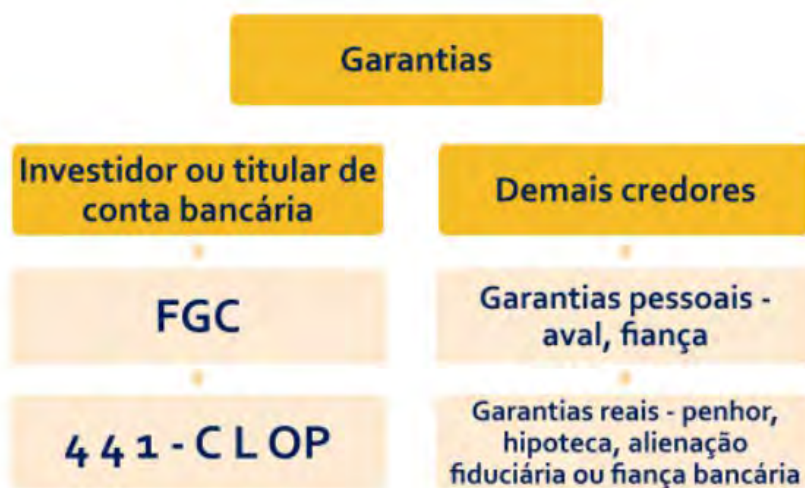 Garantias
Investidor ou titular de
conta bancária
FGC
4 4 1 - C L OP
Demais credores
Garantias pessoais -
aval, fiança
Garantias reais - penhor,
hipoteca, alienação
fiduciária ou fiança bancária